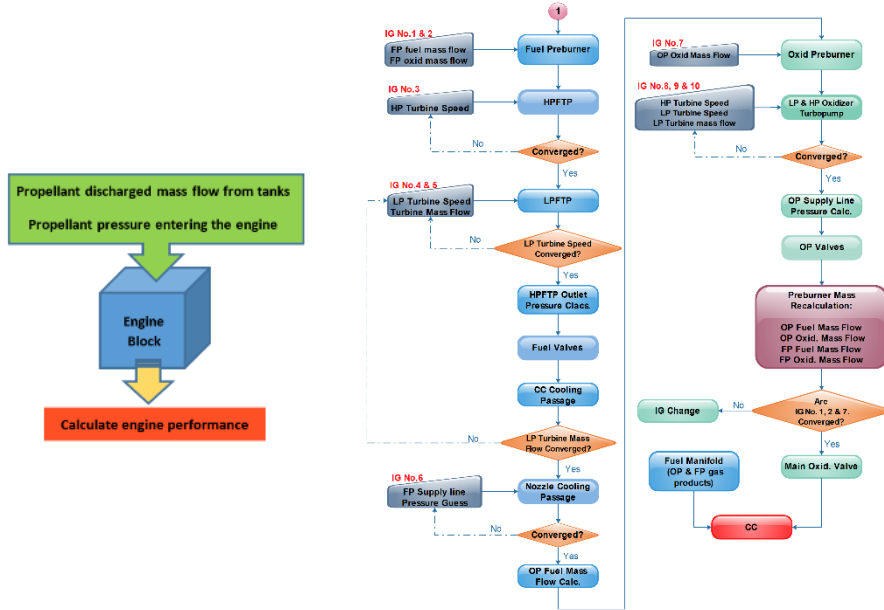 Propellant discharged mass flow from tanks
Propellant pressure entering the engine
Engine
Block
Calculate engine performance
1
IG No.1 & 2
FP fuel mass flow
FP oxid mass flow
Fuel Preburner
IG No.3
HP Turbine Speed
HPFTP
No
Converged?
Yes
IG No.4 & 5
LP Turbine Speed
Turbine Mass Flow
LPFTP
No
LP Turbine Speed
Converged?
Yes
HPFTP Outlet
Pressure Clacs.
Fuel Valves
CC Cooling
Passage
No
LP Turbine Mass
Flow Converged?
Yes
IG No.6
FP Supply line
Pressure Guess
Nozzle Cooling
Passage
No
Converged?
Yes
OP Fuel Mass
Flow Calc.
IG No.7
OP Oxid Mass Flow
Oxid Preburner
IG No.8, 9 & 10
HP Turbine Speed
LP Turbine Speed
LP Turbine mass flow
LP & HP Oxidizer
Turbopump
No
Converged?
Yes
OP Supply Line
Pressure Calc.
OP Valves
Preburner Mass
Recalculation:
OP Fuel Mass Flow
OP Oxid. Mass Flow
FP Fuel Mass Flow
FP Oxid. Mass Flow
IG Change
No
Are
IG No. 1, 2 & 7.
Converged?
Yes
Fuel Manifold
(OP & FP gas
products)
Main Oxid. Valve
CC